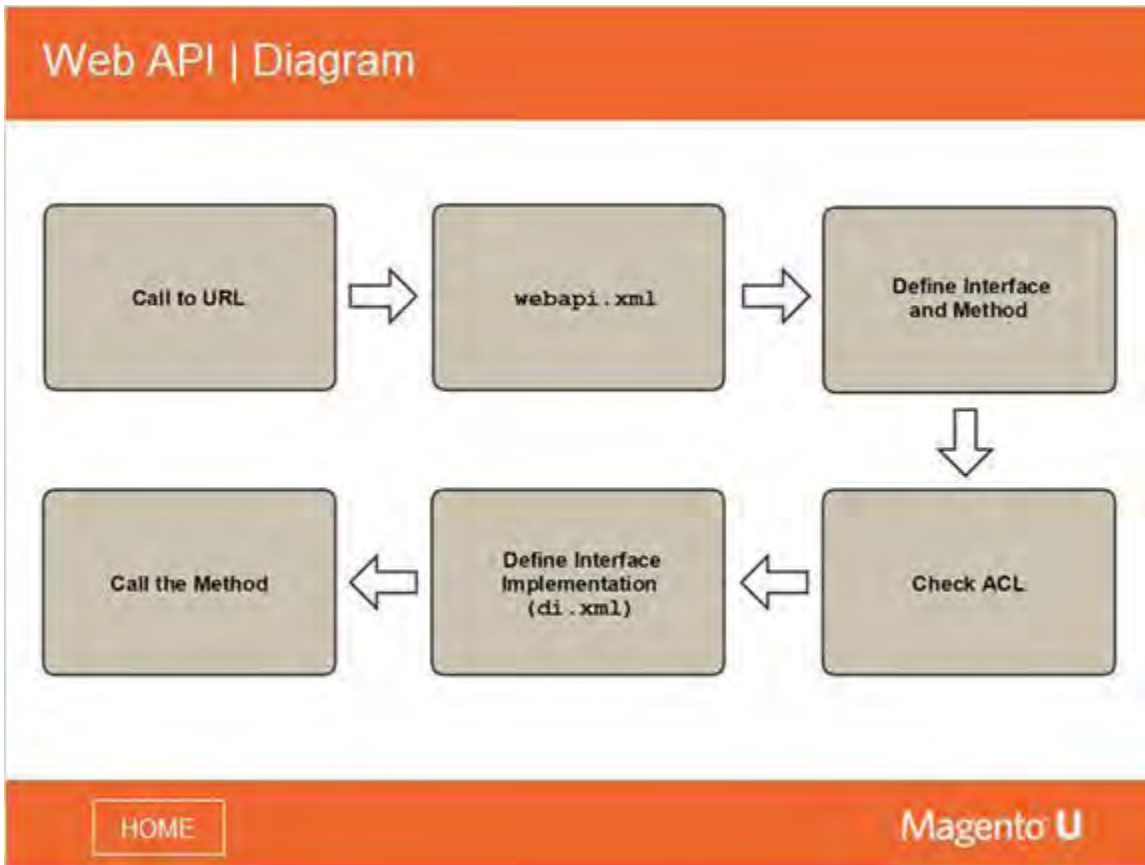 Web API | Diagram
Call to URL
webapi.xml
Define Interface
and Method
Check ACL
Define Interface
Implementation
(di.xml)
Call the Method
HOME
Magento U